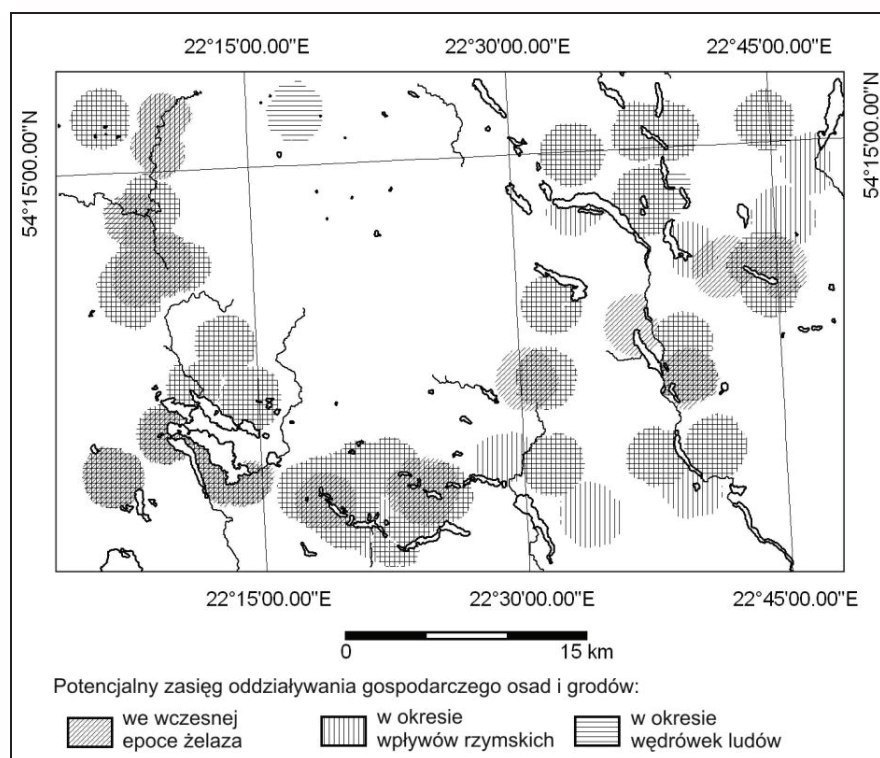 22°15'00.00"E 22°30'00.00"E 22°45'00.00"E
54°15'00.00"N
54°15'00.00"N
22°15'00.00"E 22°30'00.00"E 22°45'00.00"E
0 15 km
Potencjalny zasięg oddziaływania gospodarczego osad i grodów:
we wczesnej
epoce żelaza
w okresie
wpływów rzymskich
w okresie
wędrówek ludów